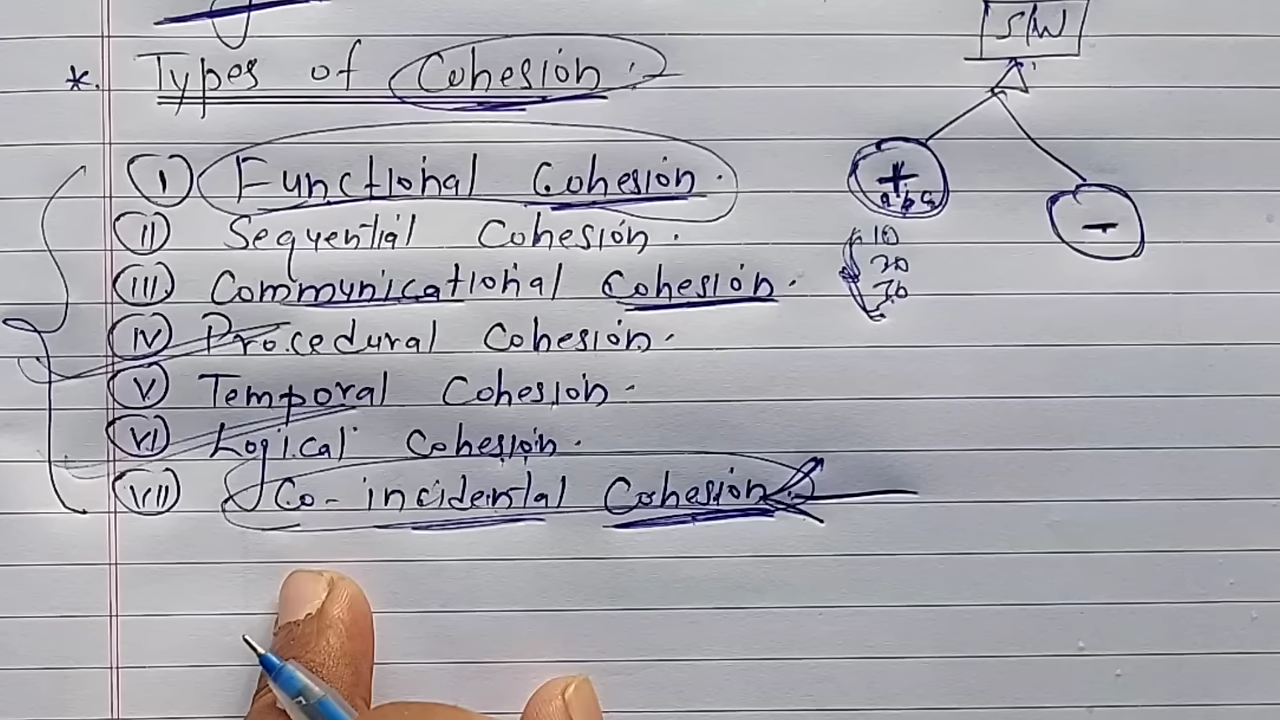 S/W
*. Types of Cohesion :
I) Functional Cohesion.
II) Sequential Cohesion.
III) Communicational Cohesion.
IV) Procedural Cohesion.
V) Temporal Cohesion.
VI) Logical Cohesion.
VII) Co-incidental Cohesion.
+
a, b, c,
10
20
-